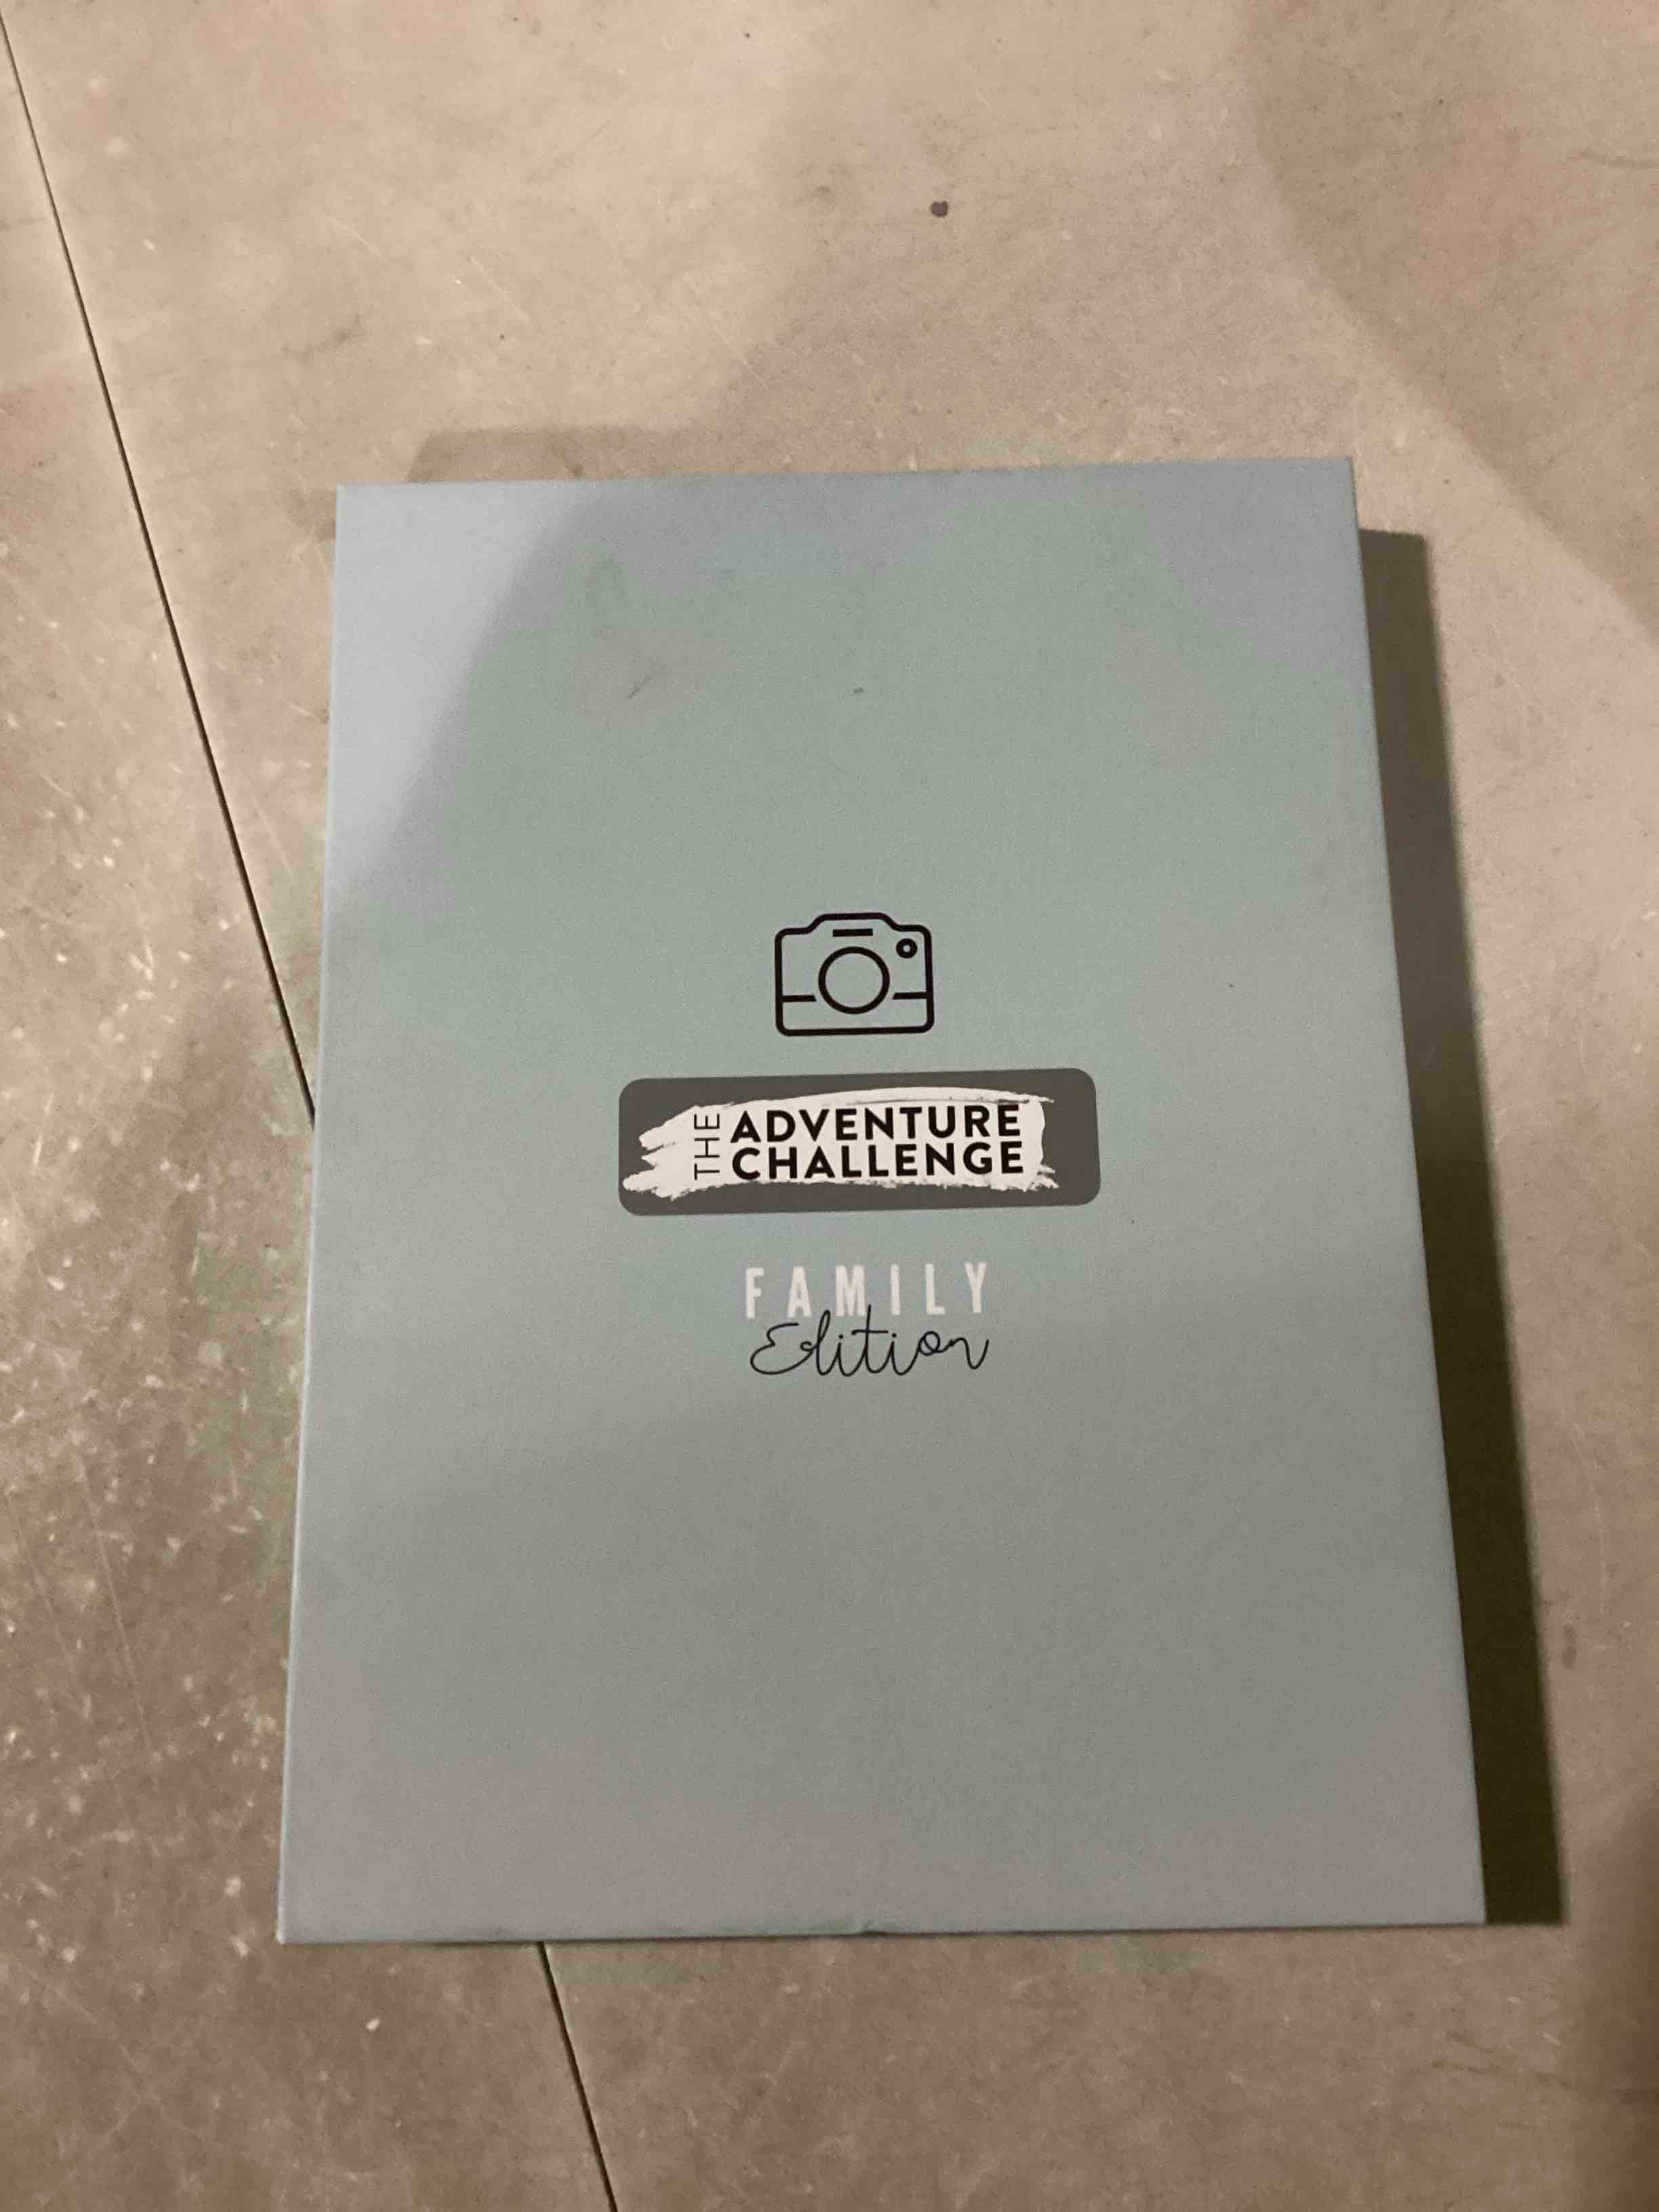 THE ADVENTURE
CHALLENGE
FAMILY
Edition